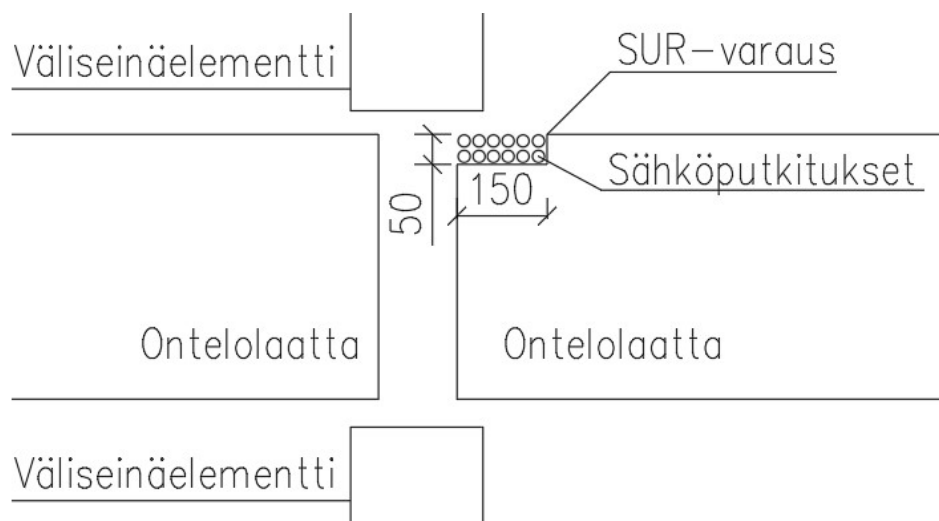 Väliseinäelementti
SUR-varaus
Sähköputkitukset
150
50
Ontelolaatta
Ontelolaatta
Väliseinäelementti